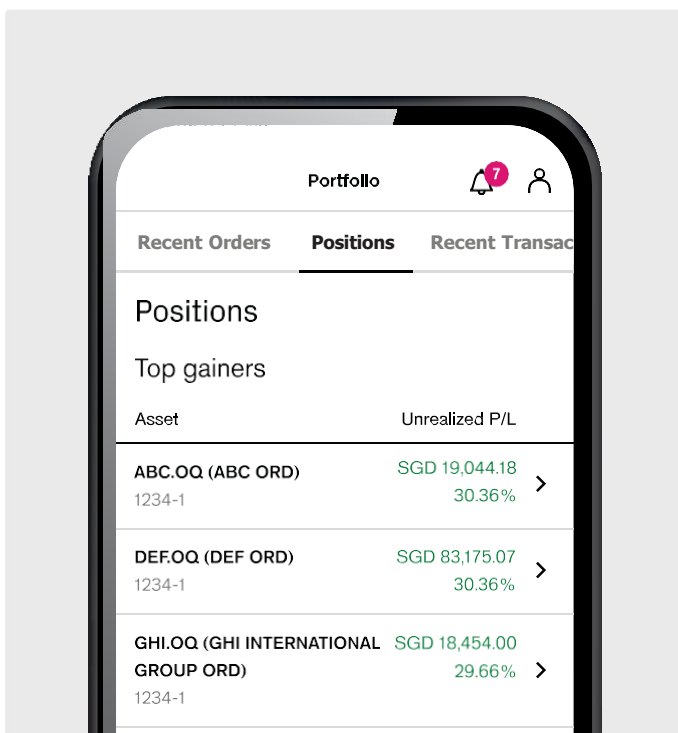 Portfolio
7
Recent Orders Positions Recent Transac
Positions
Top gainers
Asset Unrealized P/L
ABC.OQ (ABC ORD) SGD 19,044.18
1234-1 30.36%
DEF.OQ (DEF ORD) SGD 83,175.07
1234-1 30.36%
GHI.OQ (GHI INTERNATIONAL SGD 18,454.00
GROUP ORD) 29.66%
1234-1